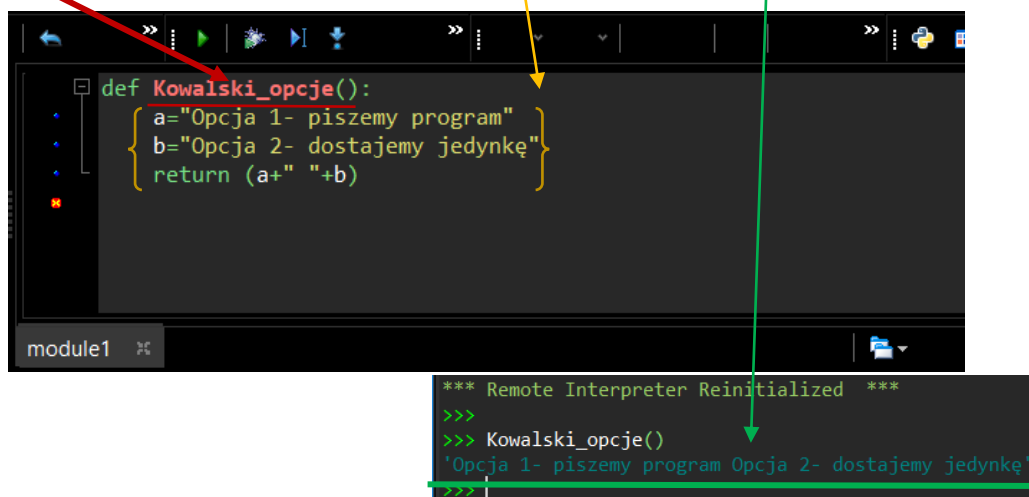 def Kowalski_opcje():
a="Opcja 1- piszemy program"
b="Opcja 2- dostajemy jedynkę"
return (a+" "+b)
module1
*** Remote Interpreter Reinitialized ***
>>>
>>> Kowalski_opcje()
'Opcja 1- piszemy program Opcja 2- dostajemy jedynkę'
>>>